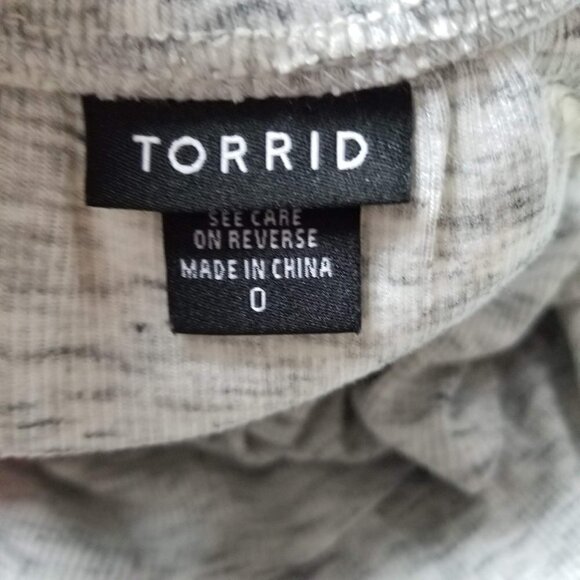 TORRID
SEE CARE
ON REVERSE
MADE IN CHINA
0